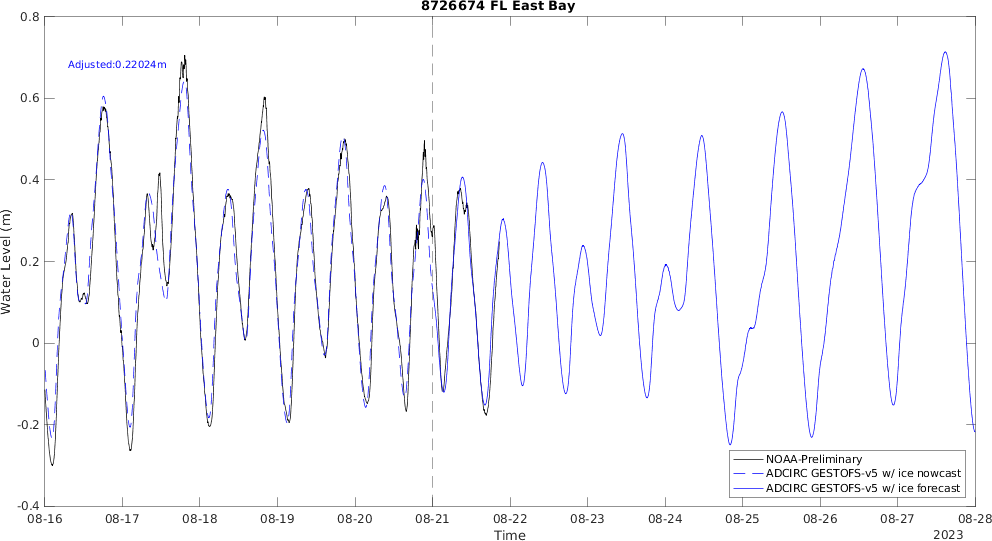 8726674 FL East Bay
Adjusted:0.22024m
Water Level (m)
0.8
0.6
0.4
0.2
0
-0.2
-0.4
NOAA-Preliminary
ADCIRC GESTOFS-v5 w/ ice nowcast
ADCIRC GESTOFS-v5 w/ ice forecast
08-16 08-17 08-18 08-19 08-20 08-21 08-22 08-23 08-24 08-25 08-26 08-27 08-28
Time
2023